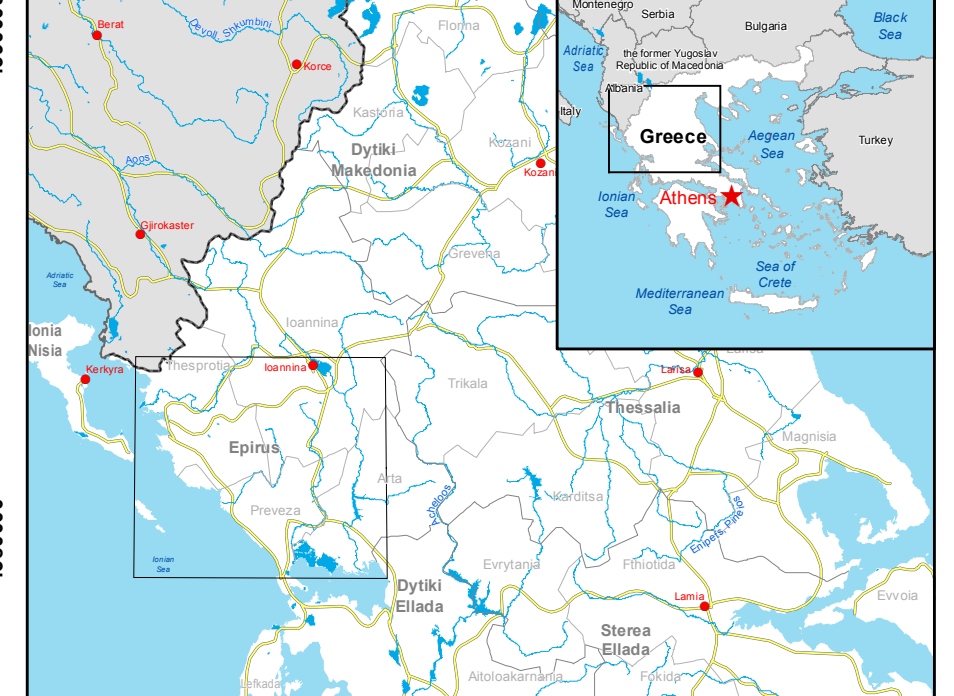 Berat
Devoll, Shkumbini
Korce
Florina
Kastoria
Dytiki
Makedonia
Kozani
Kozani
Aoos
Gjirokaster
Grevena
Adriatic
Sea
Ionia
Nisia
Ioannina
Kerkyra
Thesprotia
Ioannina
Trikala
Larisa
Larisa
Thessalia
Magnisia
Epirus
Arta
Acheloos
Karditsa
Preveza
Enipefs, Pineios
Ionian
Sea
Evrytania
Fthiotida
Dytiki
Ellada
Lamia
Evvoia
Sterea
Ellada
Lefkada
Aitoloakarnania
Fokida
Montenegro
Serbia
Bulgaria
Black
Sea
Adriatic
Sea
the former Yugoslav
Republic of Macedonia
Albania
Italy
Greece
Aegean
Sea
Turkey
Ionian
Sea
Athens
Sea of
Crete
Mediterranean
Sea